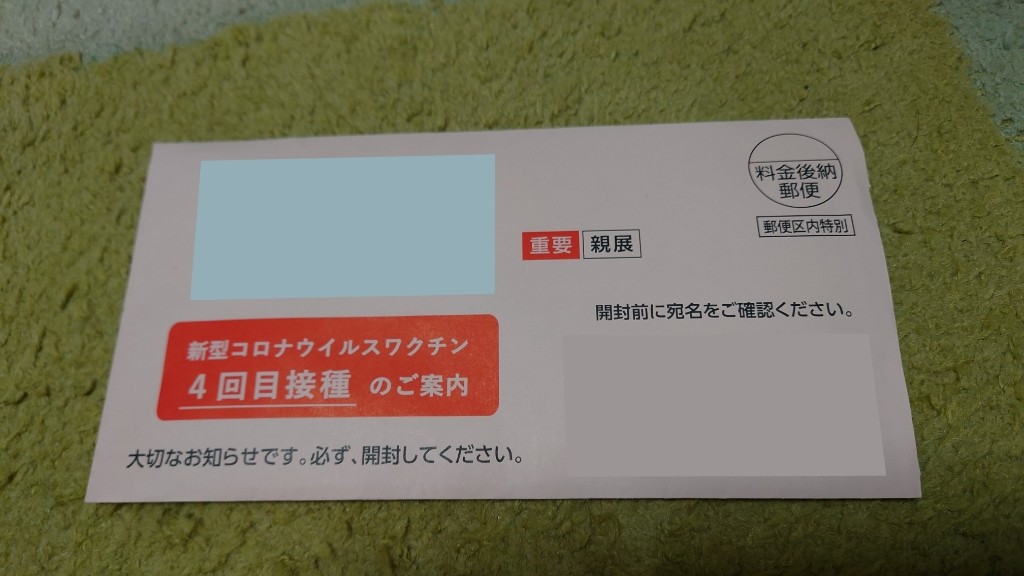 料金後納
郵便
郵便区内特別
重要 親展
開封前に宛名をご確認ください。
新型コロナウイルスワクチン
4回目接種 のご案内
大切なお知らせです。必ず、開封してください。